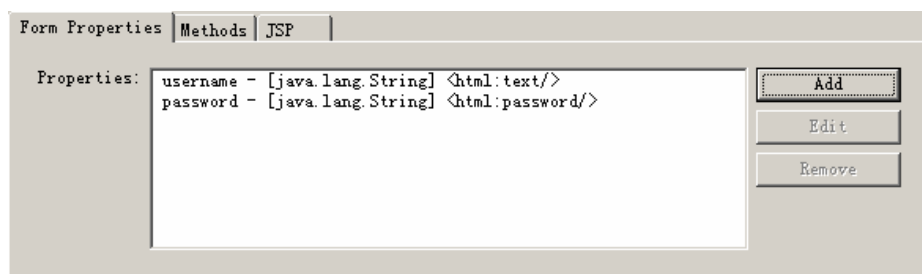 Form Properties Methods JSP
Properties:
username - [java.lang.String] <html:text/>
password - [java.lang.String] <html:password/>
Add
Edit
Remove